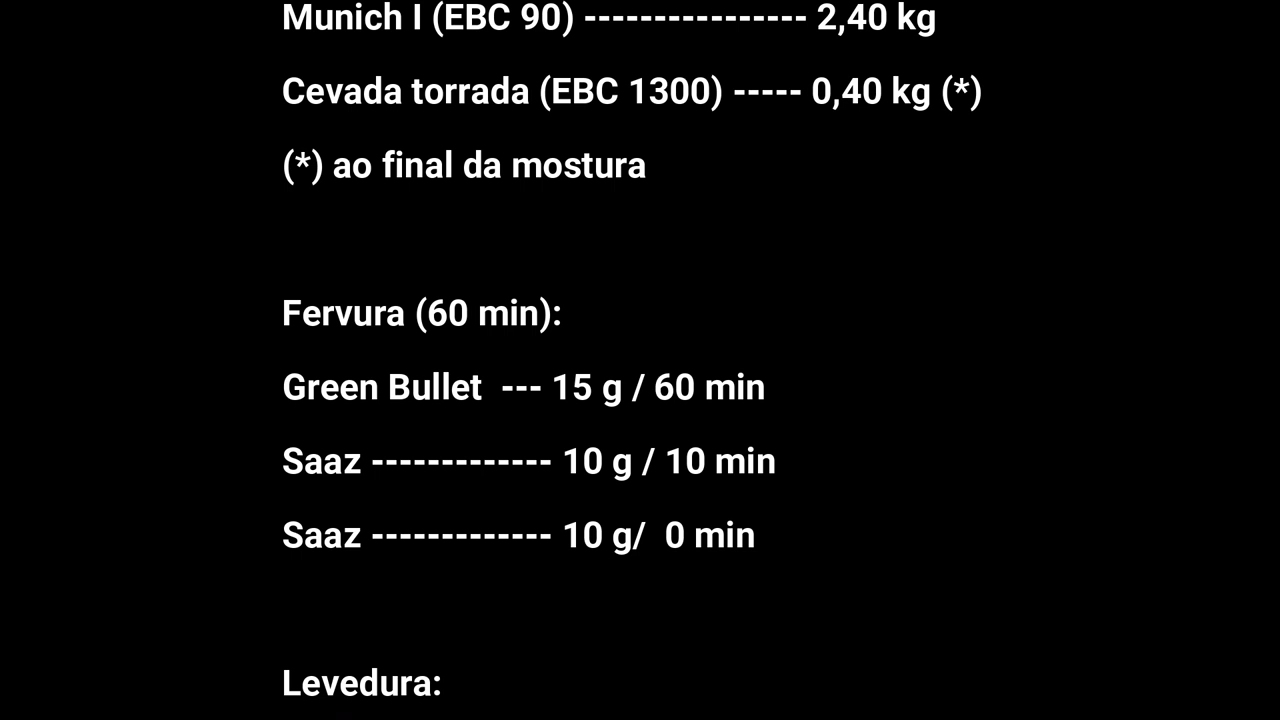 Munich I (EBC 90) ---------------- 2,40 kg
Cevada torrada (EBC 1300) ----- 0,40 kg (*)
(*) ao final da mostura
Fervura (60 min):
Green Bullet  --- 15 g / 60 min
Saaz ------------- 10 g / 10 min
Saaz ------------- 10 g/  0 min
Levedura: